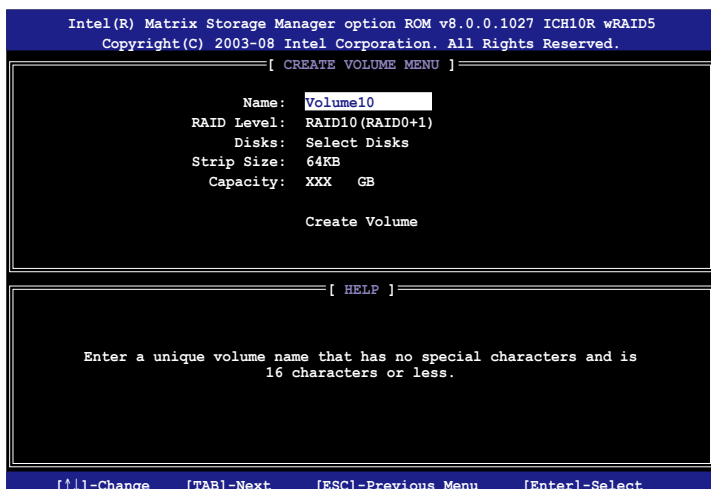 Intel(R) Matrix Storage Manager option ROM v8.0.0.1027 ICH10R wRAID5
Copyright(C) 2003-08 Intel Corporation. All Rights Reserved.
[ CREATE VOLUME MENU ]
Name: Volume10
RAID Level: RAID10(RAID0+1)
Disks: Select Disks
Strip Size: 64KB
Capacity: XXX GB
Create Volume
[ HELP ]
Enter a unique volume name that has no special characters and is
16 characters or less.
[↑↓]-Change [TAB]-Next [ESC]-Previous Menu [Enter]-Select